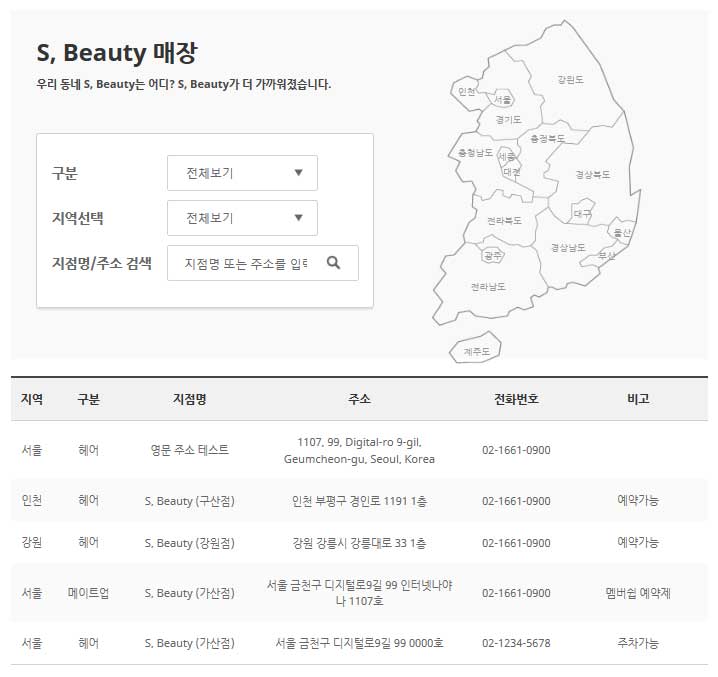 S, Beauty 매장
우리 동네 S, Beauty는 어디? S, Beauty가 더 가까워졌습니다.
구분 전체보기
지역선택 전체보기
지점명/주소 검색 지점명 또는 주소를 입력
강원도
인천
서울
경기도
충청북도
충청남도
세종
대전
경상북도
대구
전라북도
울산
경상남도
부산
광주
전라남도
제주도
지역 구분 지점명 주소 전화번호 비고
서울 헤어 영문 주소 테스트 1107, 99, Digital-ro 9-gil,
Geumcheon-gu, Seoul, Korea 02-1661-0900
인천 헤어 S, Beauty (구산점) 인천 부평구 경인로 1191 1층 02-1661-0900 예약가능
강원 헤어 S, Beauty (강원점) 강원 강릉시 강릉대로 33 1층 02-1661-0900 예약가능
서울 메이트업 S, Beauty (가산점) 서울 금천구 디지털로9길 99 인터넷나야
나 1107호 02-1661-0900 멤버쉽 예약제
서울 헤어 S, Beauty (가산점) 서울 금천구 디지털로9길 99 0000호 02-1234-5678 주차가능